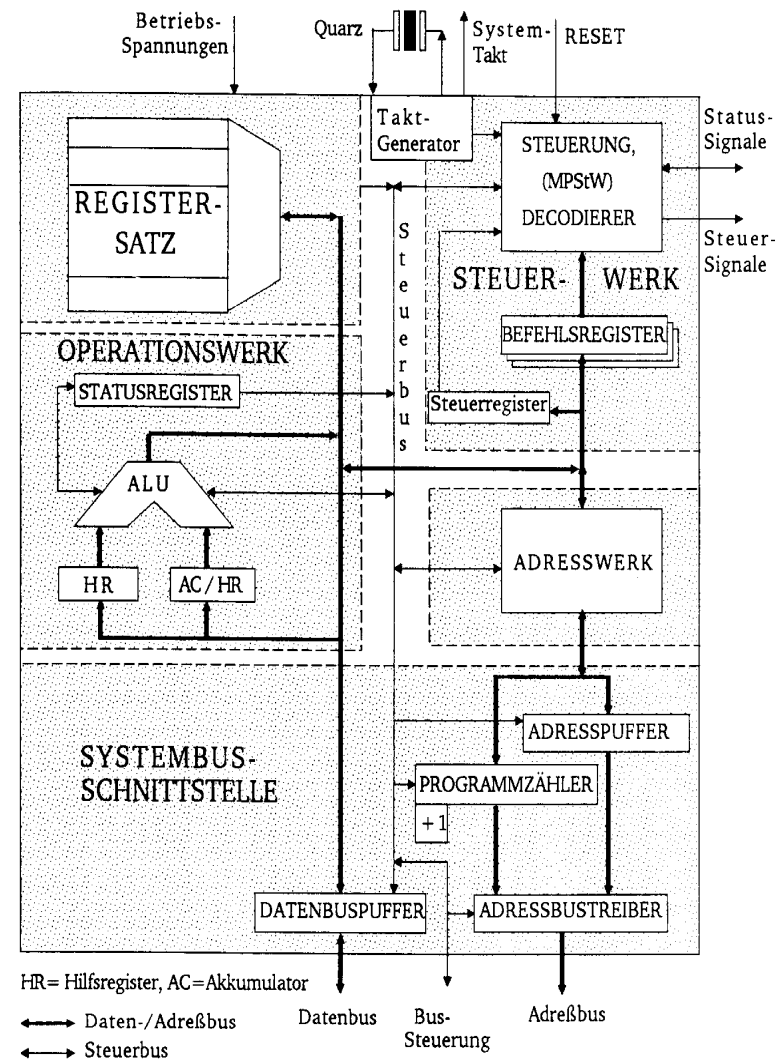 Betriebs-
Spannungen
Quarz
System-
Takt
RESET
Takt-
Generator
STEUERUNG,
(MPStW)
DECODIERER
Status-
Signale
Steuer-
Signale
REGISTER-
SATZ
Steuerbus
STEUER- WERK
BEFEHLSREGISTER
OPERATIONSWERK
STATUSREGISTER
Steuerregister
ALU
HR
AC/HR
ADRESSWERK
SYSTEMBUS-
SCHNITTSTELLE
ADRESSPUFFER
PROGRAMMZÄHLER
+1
DATENBUSPUFFER
ADRESSBUSTREIBER
HR= Hilfsregister, AC=Akkumulator
Daten-/Adreßbus
Steuerbus
Datenbus
Bus-
Steuerung
Adreßbus